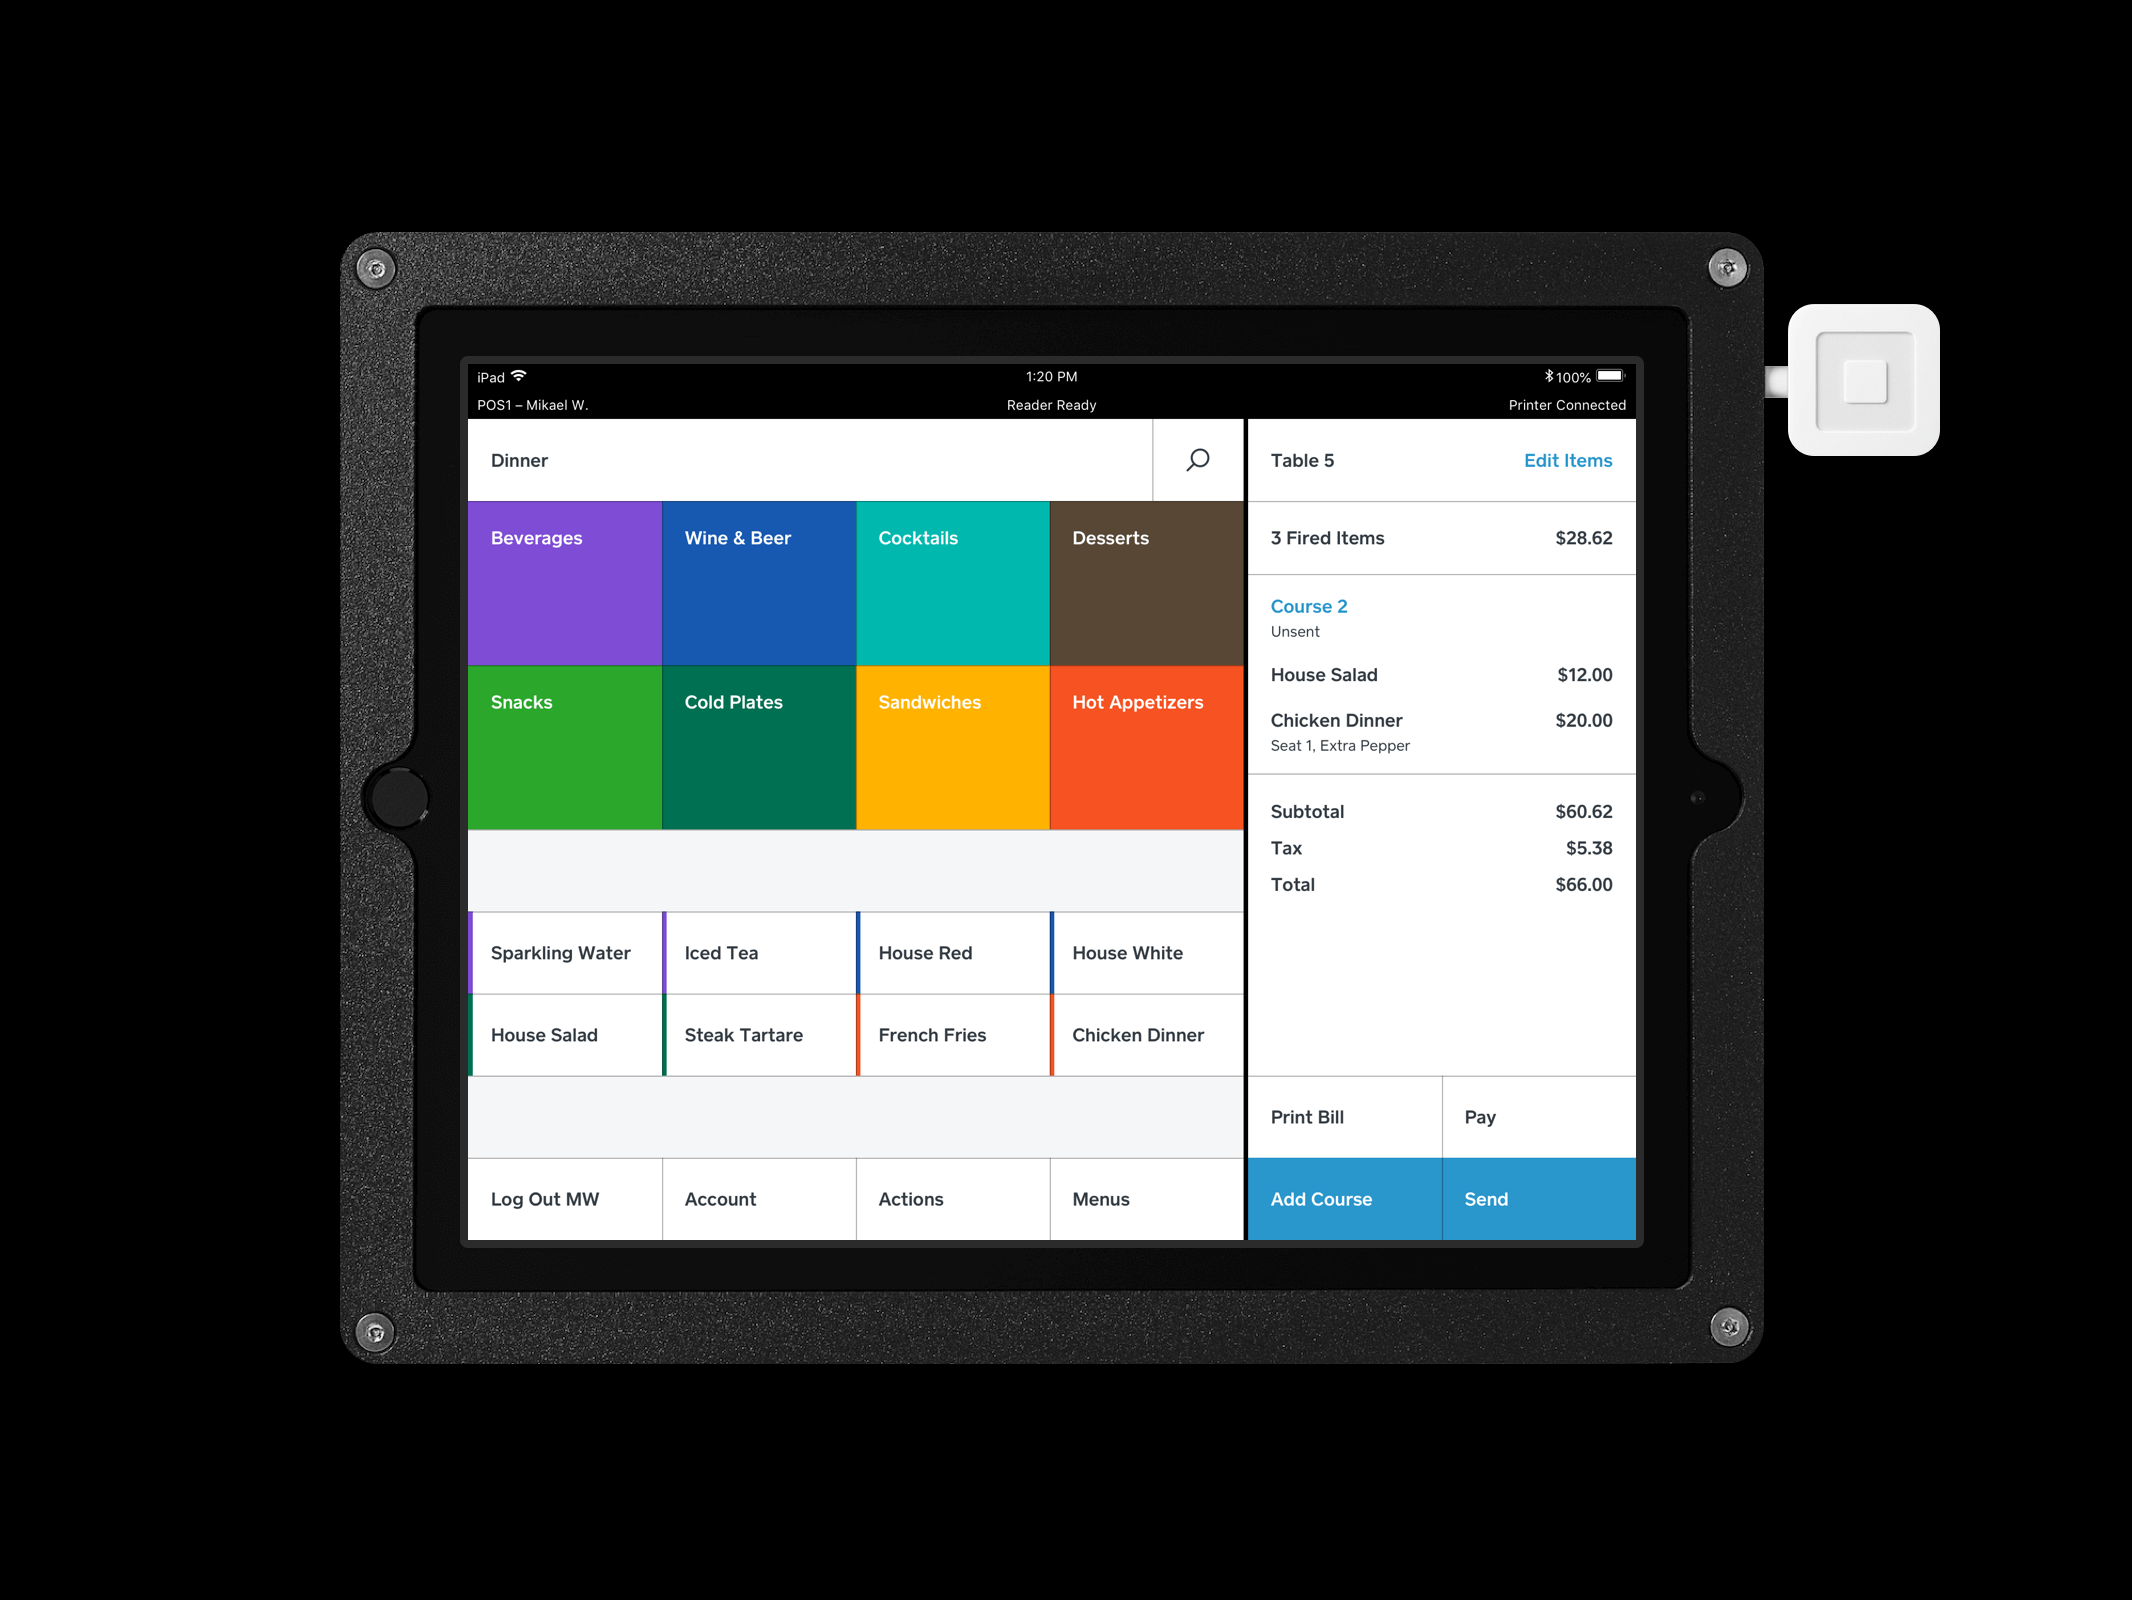 iPad
1:20 PM
100%
POS1 – Mikael W.
Reader Ready
Printer Connected
Dinner
Beverages
Wine & Beer
Cocktails
Desserts
Snacks
Cold Plates
Sandwiches
Hot Appetizers
Sparkling Water
Iced Tea
House Red
House White
House Salad
Steak Tartare
French Fries
Chicken Dinner
Log Out MW
Account
Actions
Menus
Table 5
Edit Items
3 Fired Items $28.62
Course 2
Unsent
House Salad $12.00
Chicken Dinner $20.00
Seat 1, Extra Pepper
Subtotal $60.62
Tax $5.38
Total $66.00
Print Bill
Pay
Add Course
Send